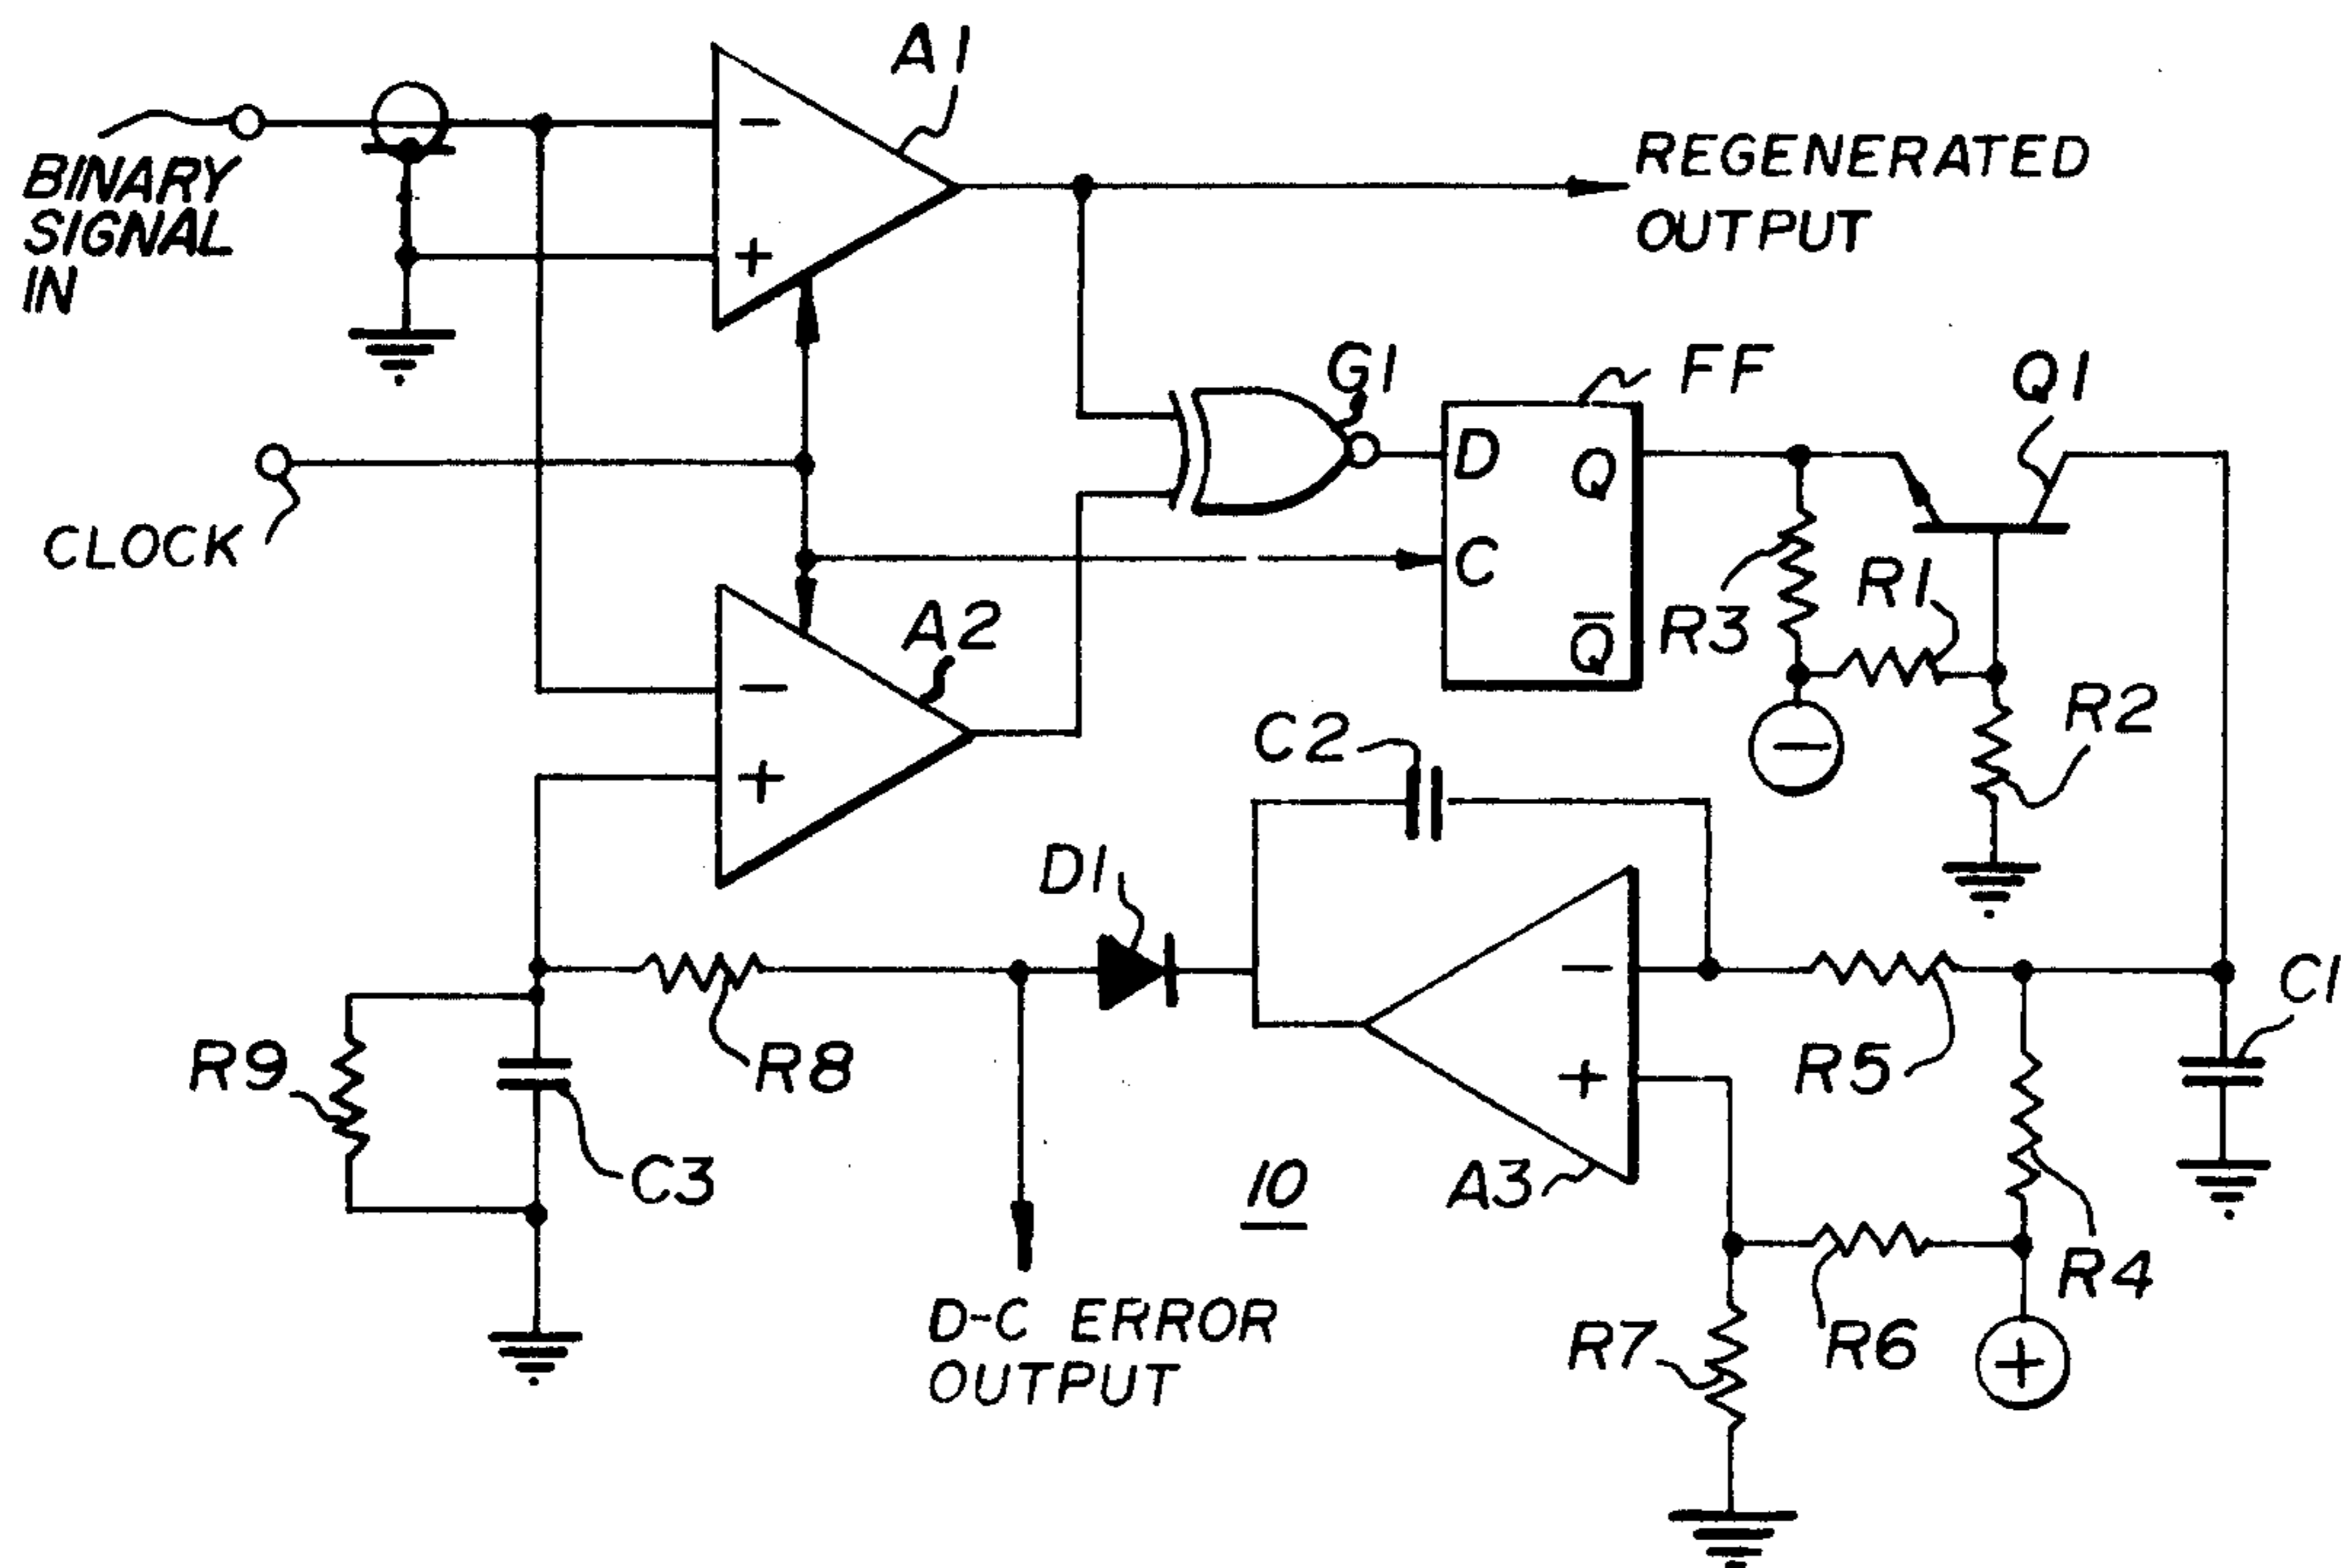 A1
BINARY
SIGNAL
IN
-
+
REGENERATED
OUTPUT
CLOCK
G1
FF
Q1
D
Q
C
Q̅
R3
R1
R2
-
A2
-
+
C2
D1
-
+
R5
C1
R9
R8
C3
10
A3
R4
R6
R7
+
D-C ERROR
OUTPUT